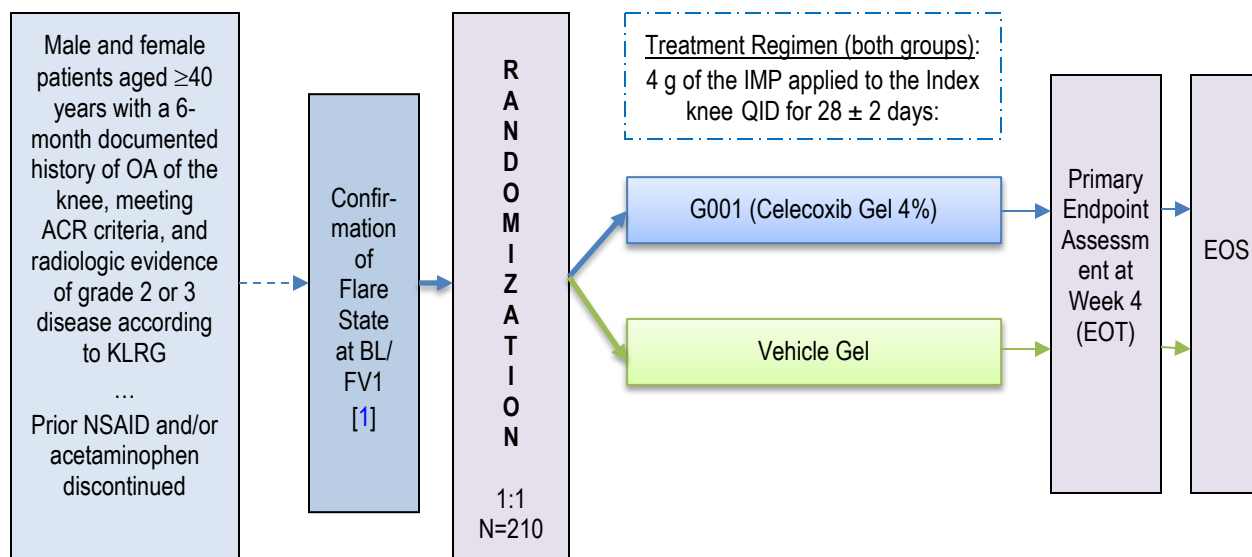 Male and female
patients aged ≥40
years with a 6-
month documented
history of OA of the
knee, meeting
ACR criteria, and
radiologic evidence
of grade 2 or 3
disease according
to KLRG
…
Prior NSAID and/or
acetaminophen
discontinued
Confir-
mation
of
Flare
State
at BL/
FV1
[1]
R
A
N
D
O
M
I
Z
A
T
I
O
N
1:1
N=210
Treatment Regimen (both groups):
4 g of the IMP applied to the Index
knee QID for 28 ± 2 days:
G001 (Celecoxib Gel 4%)
Vehicle Gel
Primary
Endpoint
Assessm
ent at
Week 4
(EOT)
EOS